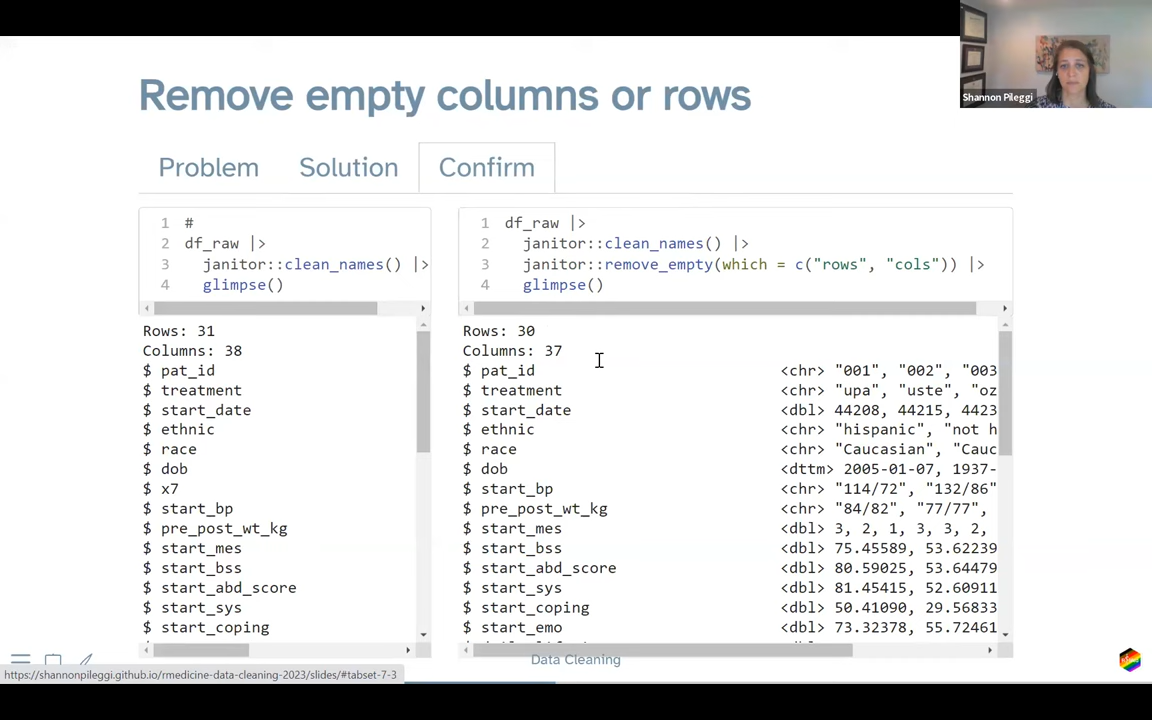 Shannon Pileggi
Remove empty columns or rows
Problem Solution Confirm
1 #
2 df_raw |>
3 janitor::clean_names() |>
4 glimpse()
Rows: 31
Columns: 38
$ pat_id
$ treatment
$ start_date
$ ethnic
$ race
$ dob
$ x7
$ start_bp
$ pre_post_wt_kg
$ start_mes
$ start_bss
$ start_abd_score
$ start_sys
$ start_coping
1 df_raw |>
2 janitor::clean_names() |>
3 janitor::remove_empty(which = c("rows", "cols")) |>
4 glimpse()
Rows: 30
Columns: 37
$ pat_id <chr> "001", "002", "003
$ treatment <chr> "upa", "uste", "oz
$ start_date <dbl> 44208, 44215, 4423
$ ethnic <chr> "hispanic", "not h
$ race <chr> "Caucasian", "Cauc
$ dob <dttm> 2005-01-07, 1937-
$ start_bp <chr> "114/72", "132/86"
$ pre_post_wt_kg <chr> "84/82", "77/77",
$ start_mes <dbl> 3, 2, 1, 3, 3, 2,
$ start_bss <dbl> 75.45589, 53.62239
$ start_abd_score <dbl> 80.59025, 53.64479
$ start_sys <dbl> 81.45415, 52.60911
$ start_coping <dbl> 50.41090, 29.56833
$ start_emo <dbl> 73.32378, 55.72461
Data Cleaning
https://shannonpileggi.github.io/rmedicine-data-cleaning-2023/slides/#tabset-7-3